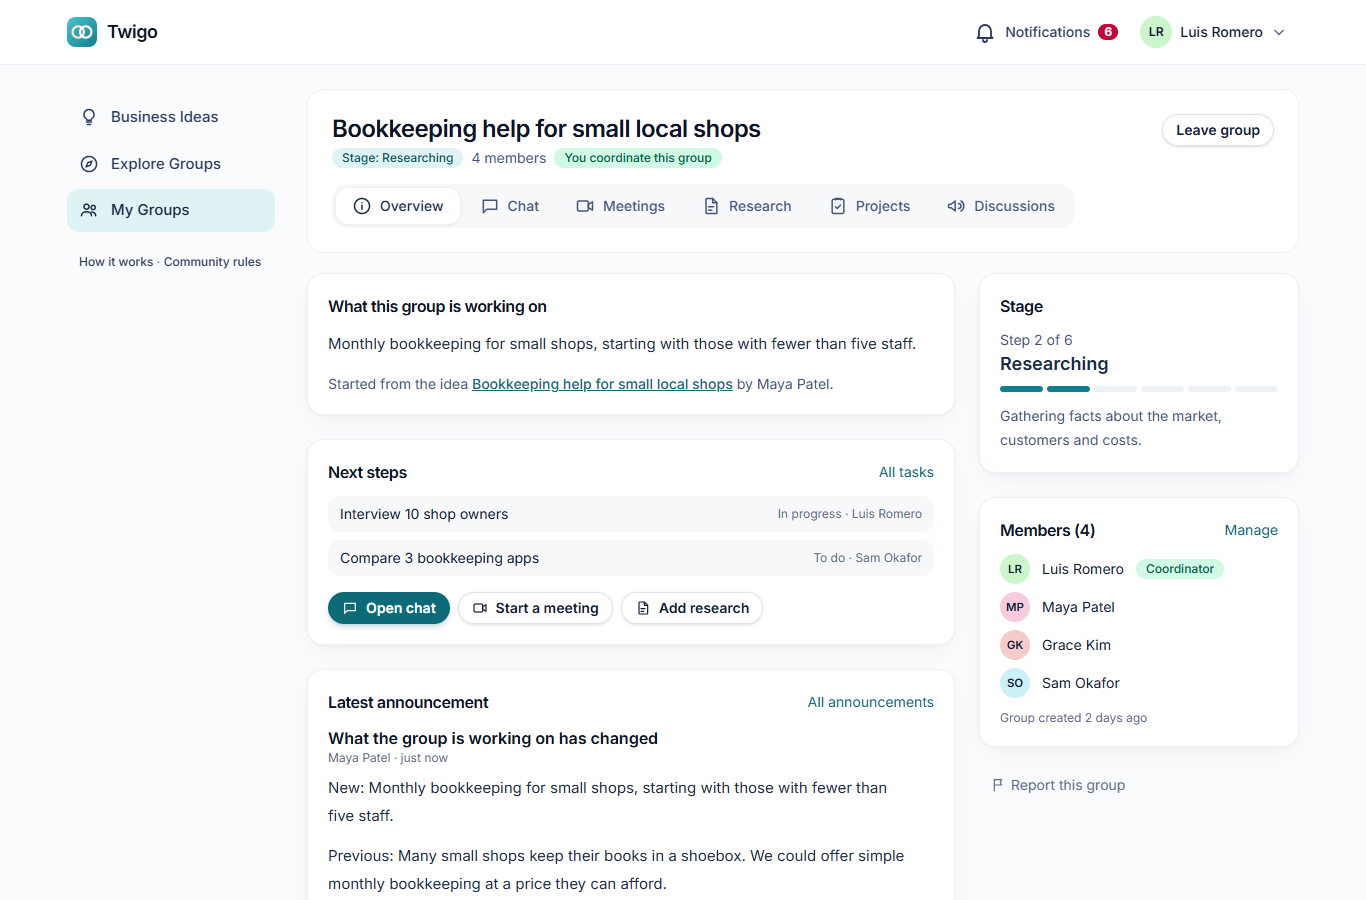 Twigo
Notifications 6
LR Luis Romero
Business Ideas
Explore Groups
My Groups
How it works · Community rules
Bookkeeping help for small local shops
Leave group
Stage: Researching 4 members You coordinate this group
Overview Chat Meetings Research Projects Discussions
What this group is working on
Monthly bookkeeping for small shops, starting with those with fewer than five staff.
Started from the idea Bookkeeping help for small local shops by Maya Patel.
Next steps All tasks
Interview 10 shop owners In progress · Luis Romero
Compare 3 bookkeeping apps To do · Sam Okafor
Open chat Start a meeting Add research
Latest announcement All announcements
What the group is working on has changed
Maya Patel · just now
New: Monthly bookkeeping for small shops, starting with those with fewer than
five staff.
Previous: Many small shops keep their books in a shoebox. We could offer simple
monthly bookkeeping at a price they can afford.
Stage
Step 2 of 6
Researching
Gathering facts about the market,
customers and costs.
Members (4) Manage
LR Luis Romero Coordinator
MP Maya Patel
GK Grace Kim
SO Sam Okafor
Group created 2 days ago
Report this group